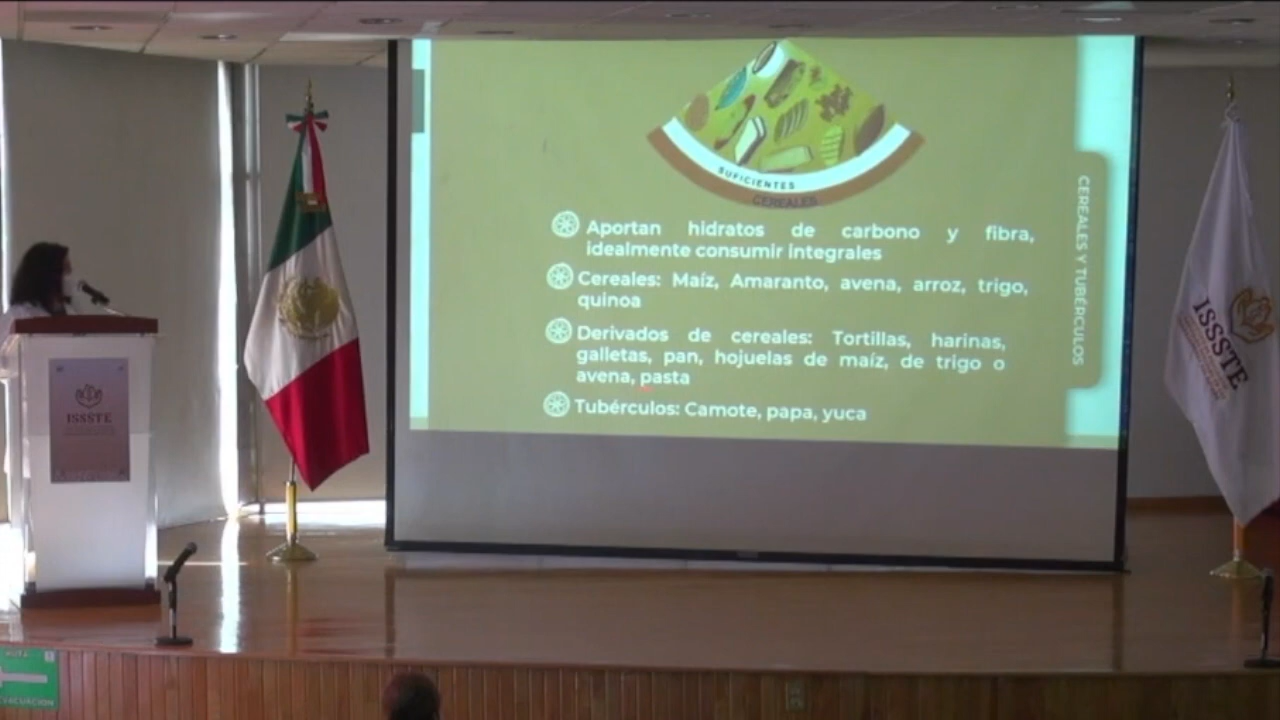 SUFICIENTES
CEREALES
Aportan hidratos de carbono y fibra,
idealmente consumir integrales
Cereales: Maíz, Amaranto, avena, arroz, trigo,
quinoa
Derivados de cereales: Tortillas, harinas,
galletas, pan, hojuelas de maíz, de trigo o
avena, pasta
Tubérculos: Camote, papa, yuca
CEREALES Y TUBÉRCULOS
ISSSTE
ISSSTE
RUTA
EVACUACIÓN